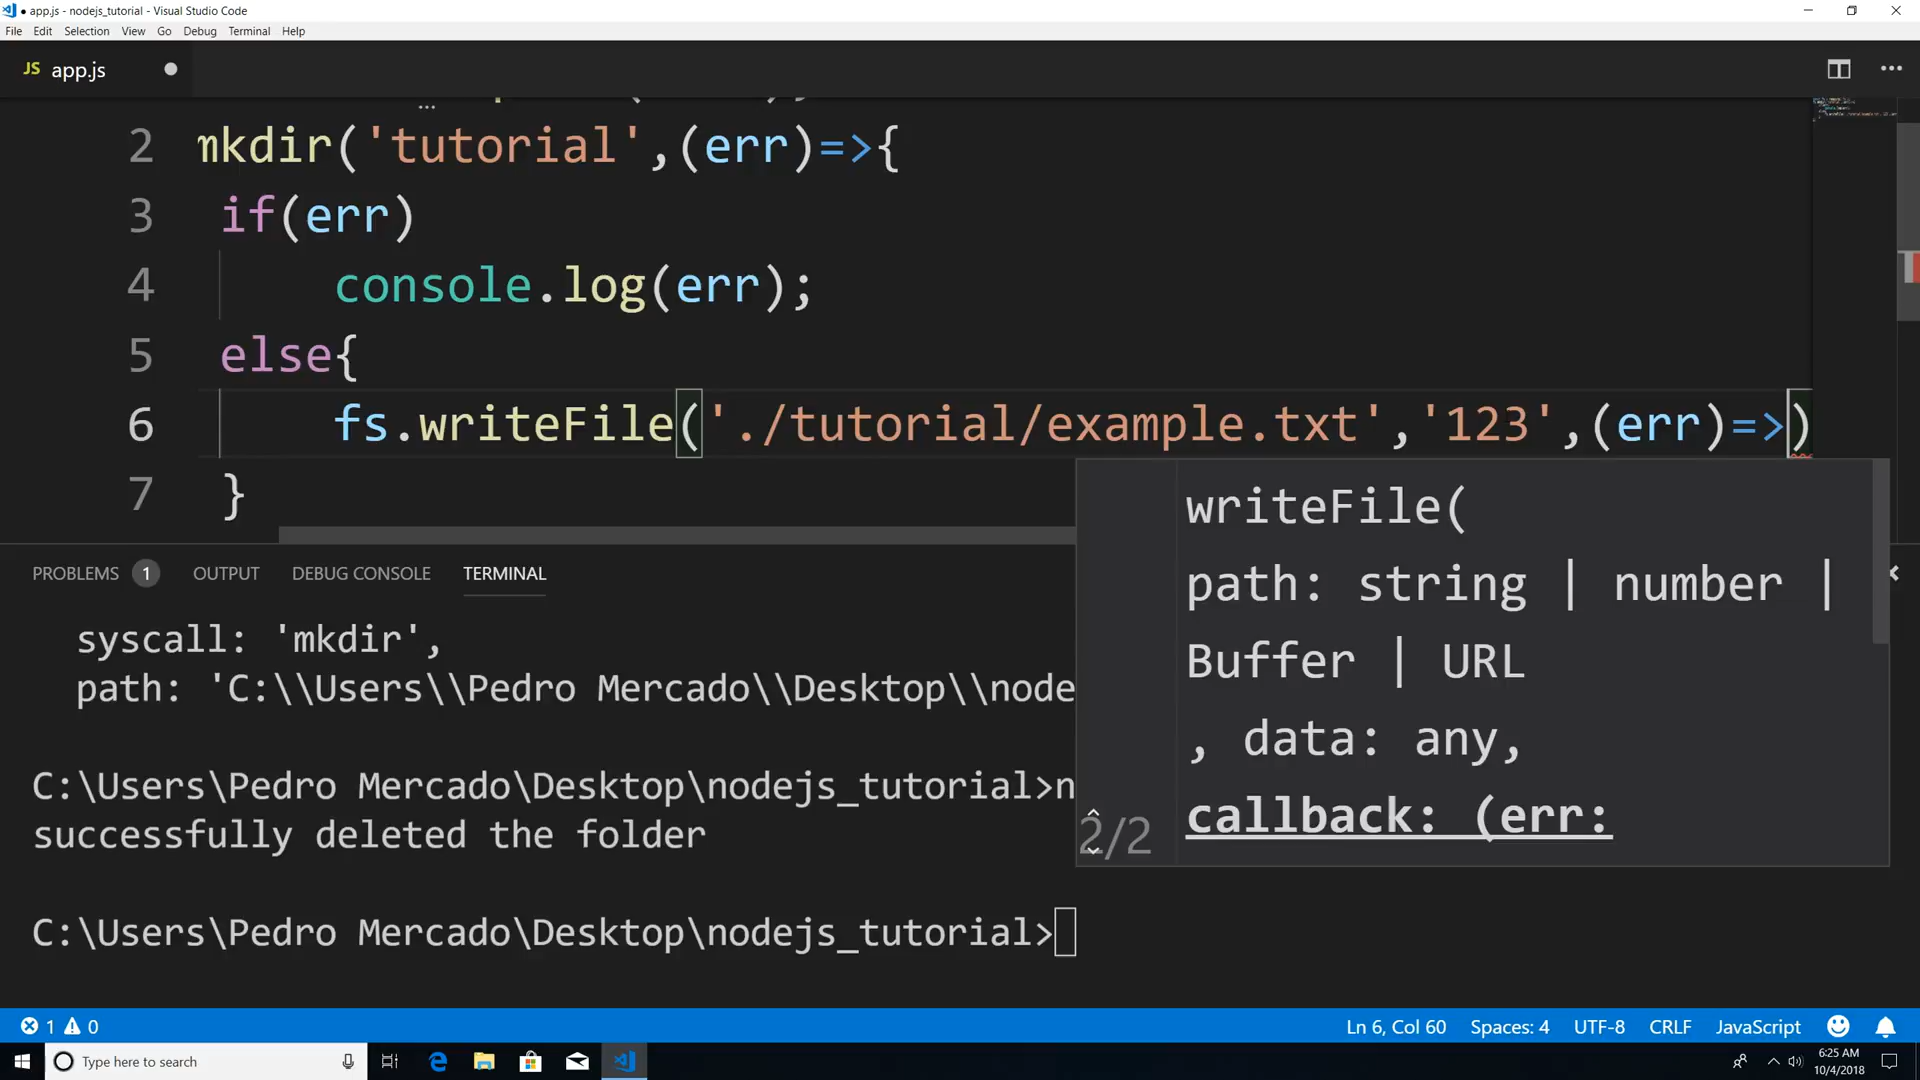 ● app.js - nodejs_tutorial - Visual Studio Code
File Edit Selection View Go Debug Terminal Help
JS app.js
2 mkdir('tutorial',(err)=>{
3 if(err)
4 console.log(err);
5 else{
6 fs.writeFile('./tutorial/example.txt','123',(err)=>)
7 }
writeFile(
path: string | number |
Buffer | URL
, data: any,
callback: (err:
2/2
PROBLEMS 1 OUTPUT DEBUG CONSOLE TERMINAL
syscall: 'mkdir',
path: 'C:\\Users\\Pedro Mercado\\Desktop\\node
C:\Users\Pedro Mercado\Desktop\nodejs_tutorial>n
successfully deleted the folder
C:\Users\Pedro Mercado\Desktop\nodejs_tutorial>
1 0 Ln 6, Col 60 Spaces: 4 UTF-8 CRLF JavaScript
Type here to search
6:25 AM
10/4/2018